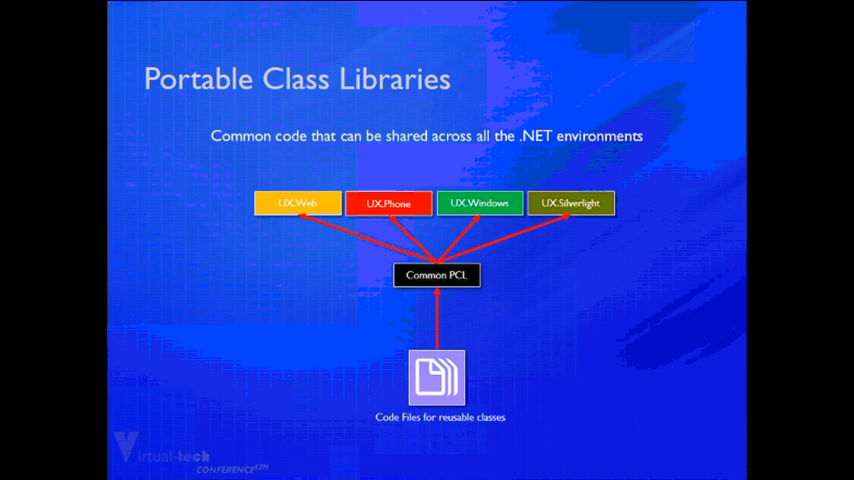 Portable Class Libraries
Common code that can be shared across all the .NET environments
UX.Web
UX.Phone
UX.Windows
UX.Silverlight
Common PCL
Code Files for reusable classes
Virtual-tech
CONFERENCE